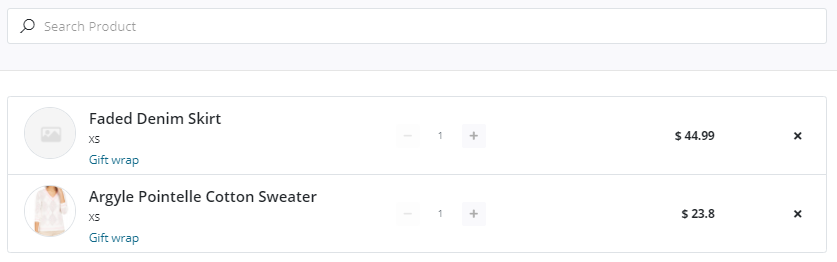 Search Product
Faded Denim Skirt
XS
Gift wrap
1
$ 44.99
Argyle Pointelle Cotton Sweater
XS
Gift wrap
1
$ 23.8